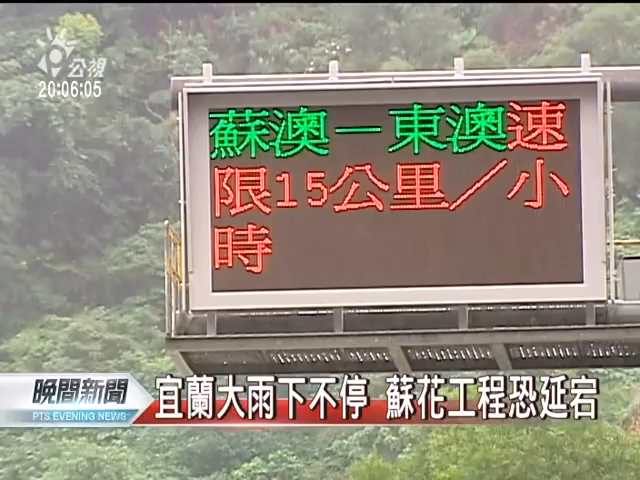 公視
20:06:05
蘇澳－東澳速
限15公里／小
時
晚間新聞
PTS EVENING NEWS
宜蘭大雨下不停 蘇花工程恐延宕